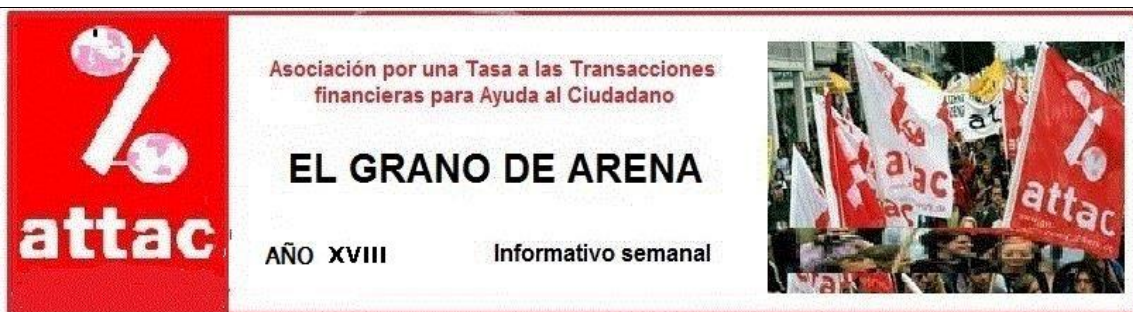 attac
Asociación por una Tasa a las Transacciones
financieras para Ayuda al Ciudadano
EL GRANO DE ARENA
AÑO XVIII Informativo semanal
attac
attac
at